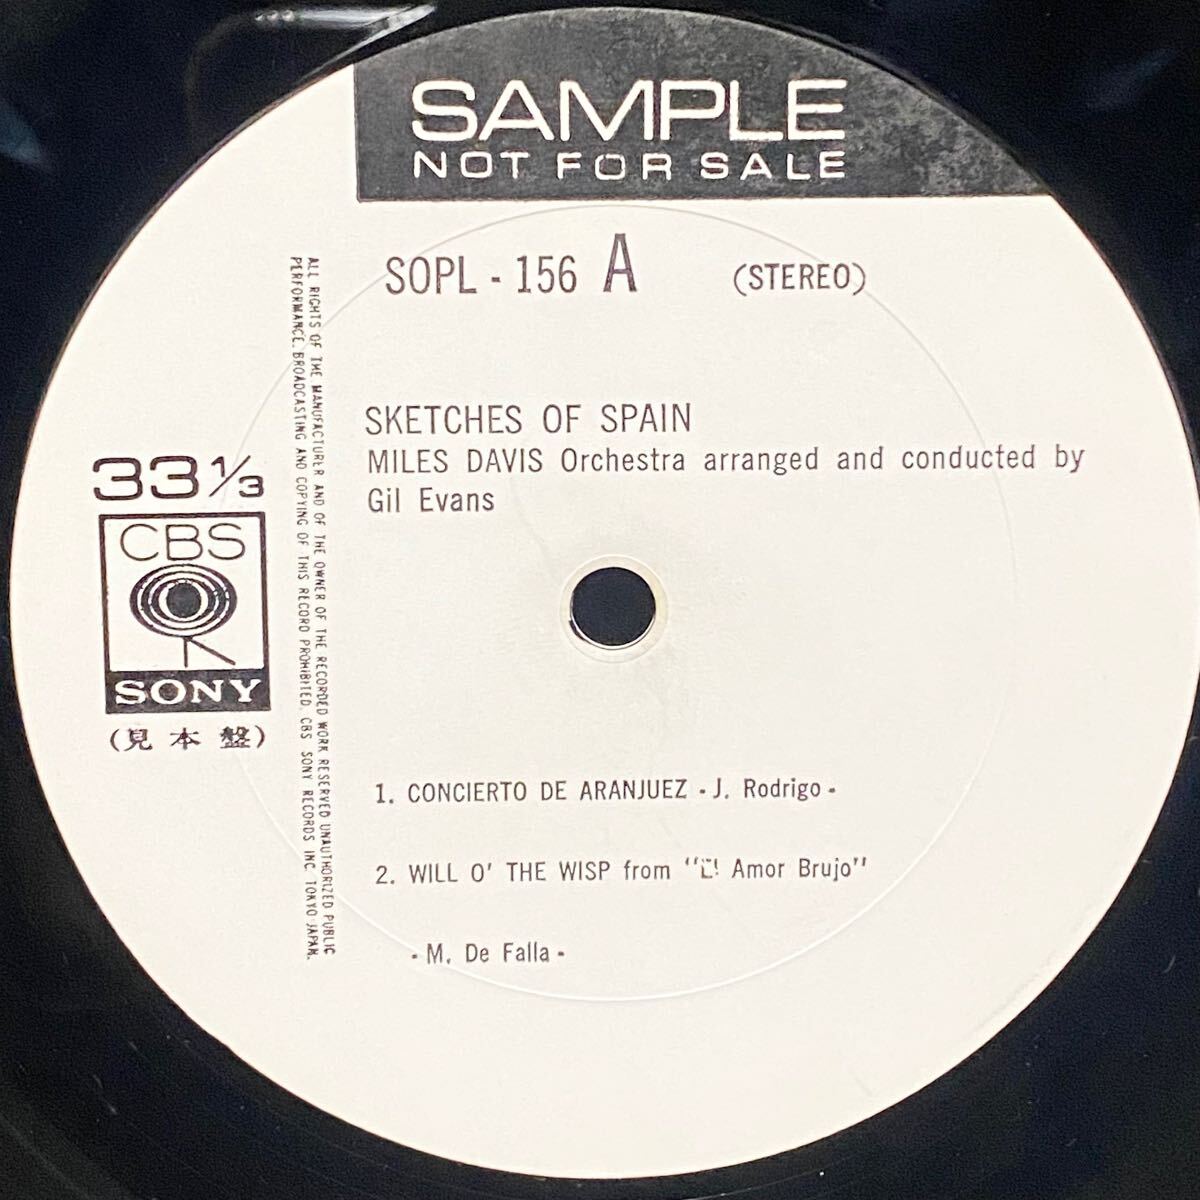 SAMPLE
NOT FOR SALE
SOPL - 156 A (STEREO)
SKETCHES OF SPAIN
MILES DAVIS Orchestra arranged and conducted by
Gil Evans
33 1/3
CBS
SONY
(見本盤)
ALL RIGHTS OF THE MANUFACTURER AND OF THE OWNER OF THE RECORDED WORK RESERVED UNAUTHORIZED PUBLIC
PERFORMANCE. BROADCASTING AND COPYING OF THIS RECORD PROHIBITED. CBS SONY RECORDS INC. TOKYO JAPAN.
1. CONCIERTO DE ARANJUEZ - J. Rodrigo -
2. WILL O' THE WISP from "El Amor Brujo"
- M. De Falla -